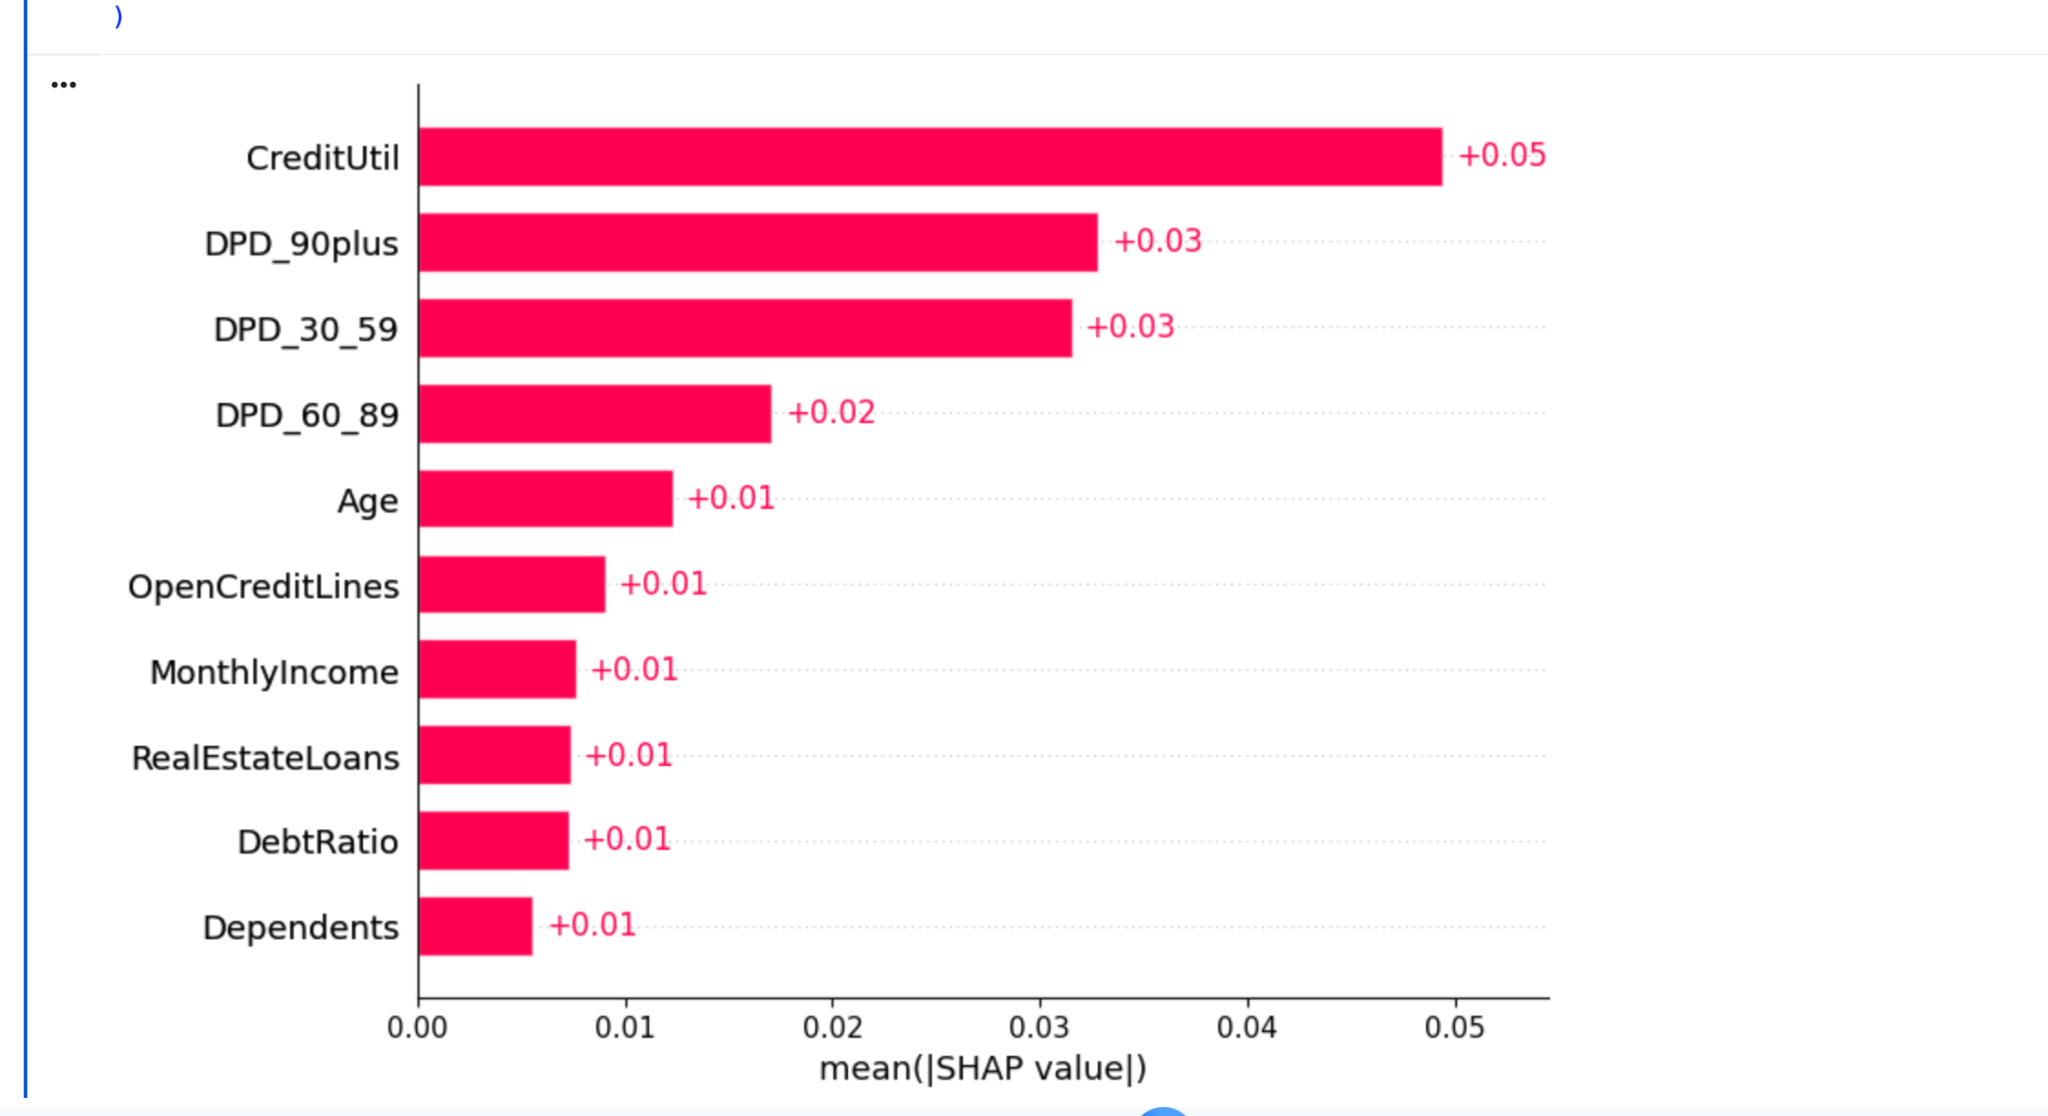 )
•••
CreditUtil +0.05
DPD_90plus +0.03
DPD_30_59 +0.03
DPD_60_89 +0.02
Age +0.01
OpenCreditLines +0.01
MonthlyIncome +0.01
RealEstateLoans +0.01
DebtRatio +0.01
Dependents +0.01
0.00 0.01 0.02 0.03 0.04 0.05
mean(|SHAP value|)